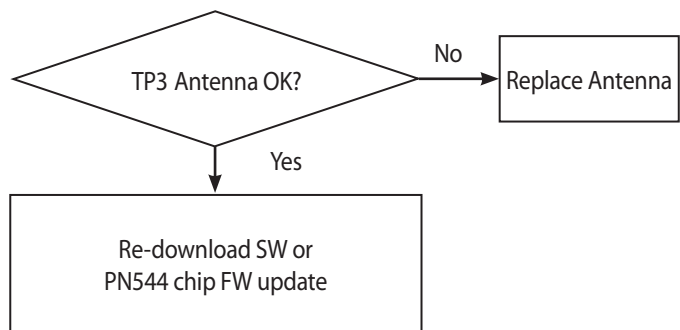 TP3 Antenna OK?
No
Replace Antenna
Yes
Re-download SW or
PN544 chip FW update